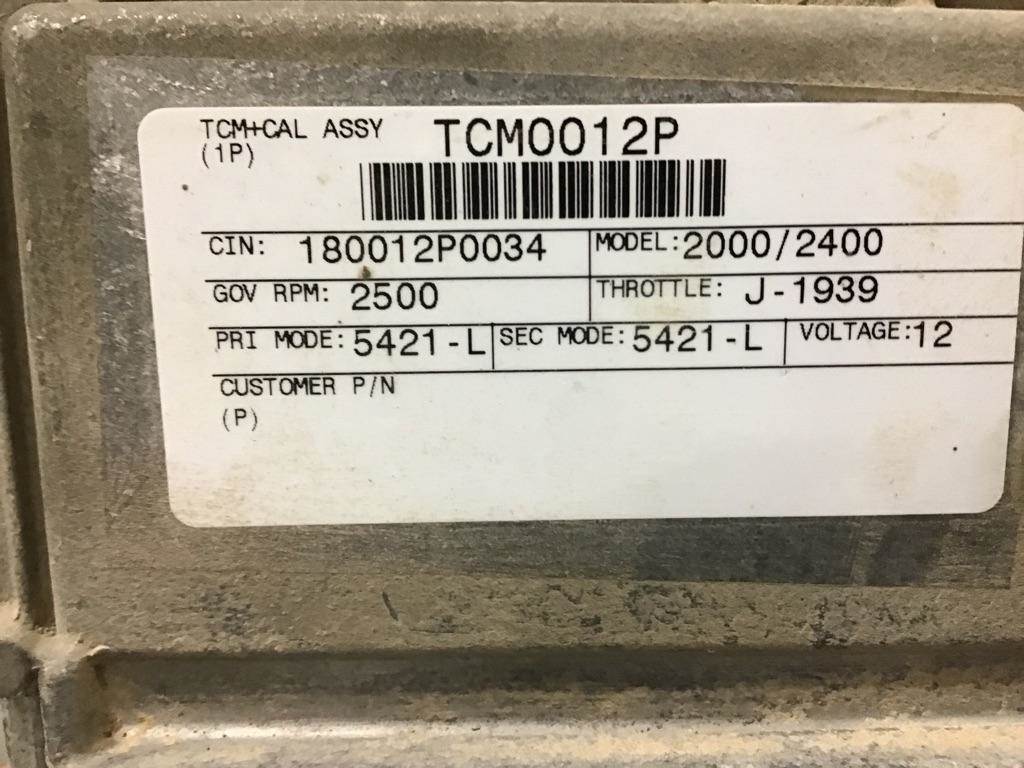 TCM+CAL ASSY TCM0012P
(1P)
CIN: 180012P0034 MODEL: 2000/2400
GOV RPM: 2500 THROTTLE: J-1939
PRI MODE: 5421-L SEC MODE: 5421-L VOLTAGE: 12
CUSTOMER P/N
(P)